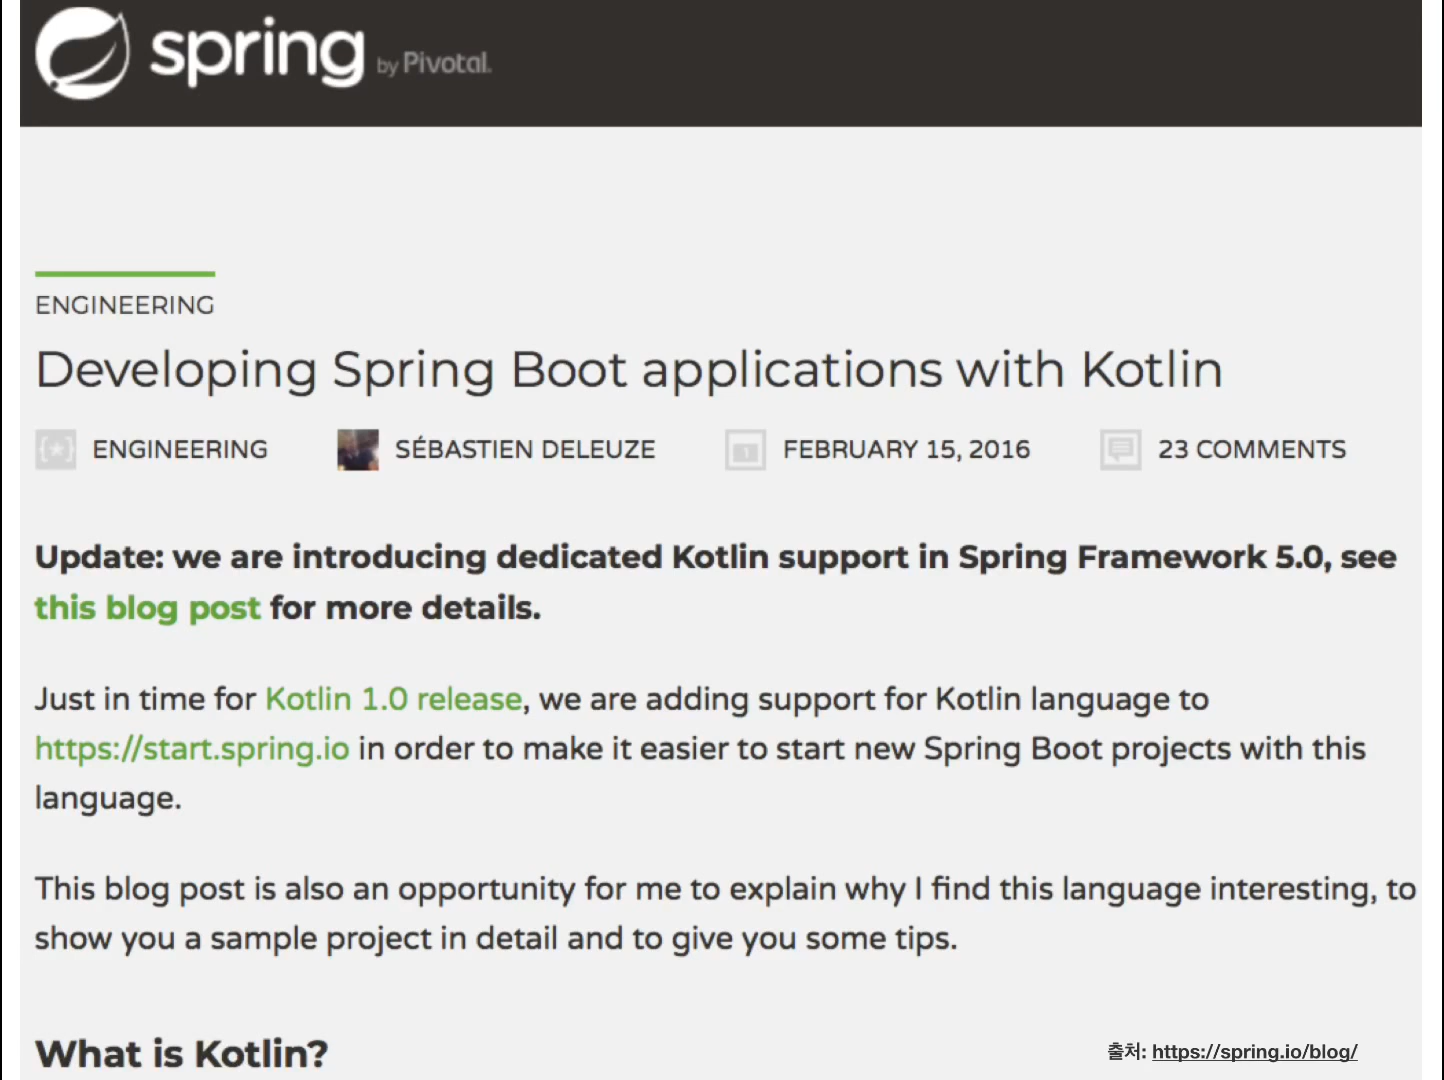 spring by Pivotal.
ENGINEERING
Developing Spring Boot applications with Kotlin
ENGINEERING SÉBASTIEN DELEUZE FEBRUARY 15, 2016 23 COMMENTS
Update: we are introducing dedicated Kotlin support in Spring Framework 5.0, see
this blog post for more details.
Just in time for Kotlin 1.0 release, we are adding support for Kotlin language to
https://start.spring.io in order to make it easier to start new Spring Boot projects with this
language.
This blog post is also an opportunity for me to explain why I find this language interesting, to
show you a sample project in detail and to give you some tips.
What is Kotlin?
출처: https://spring.io/blog/